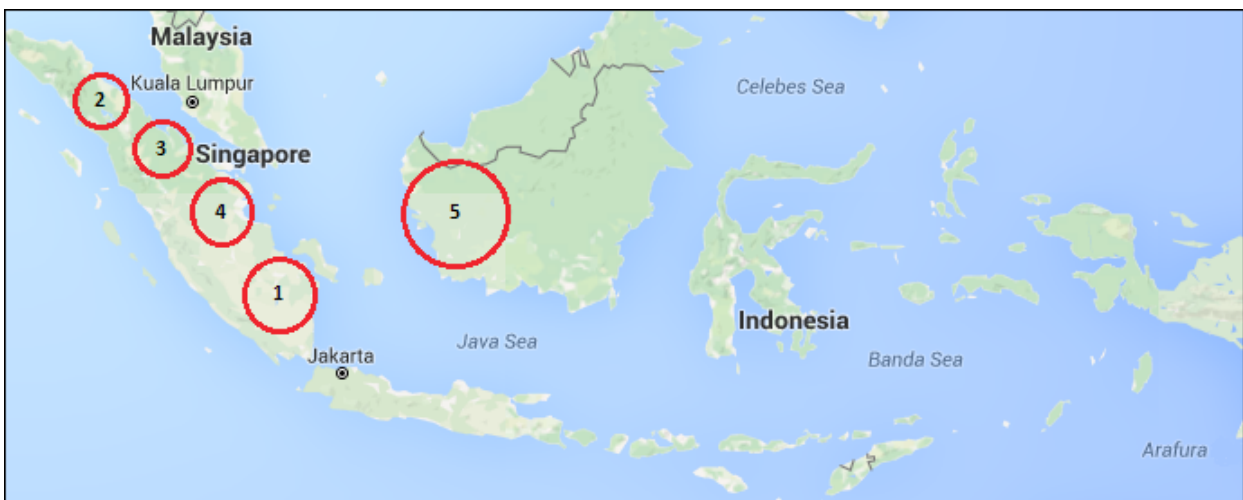 Malaysia
Kuala Lumpur
2
3
Singapore
4
5
1
Jakarta
Celebes Sea
Java Sea
Indonesia
Banda Sea
Arafura